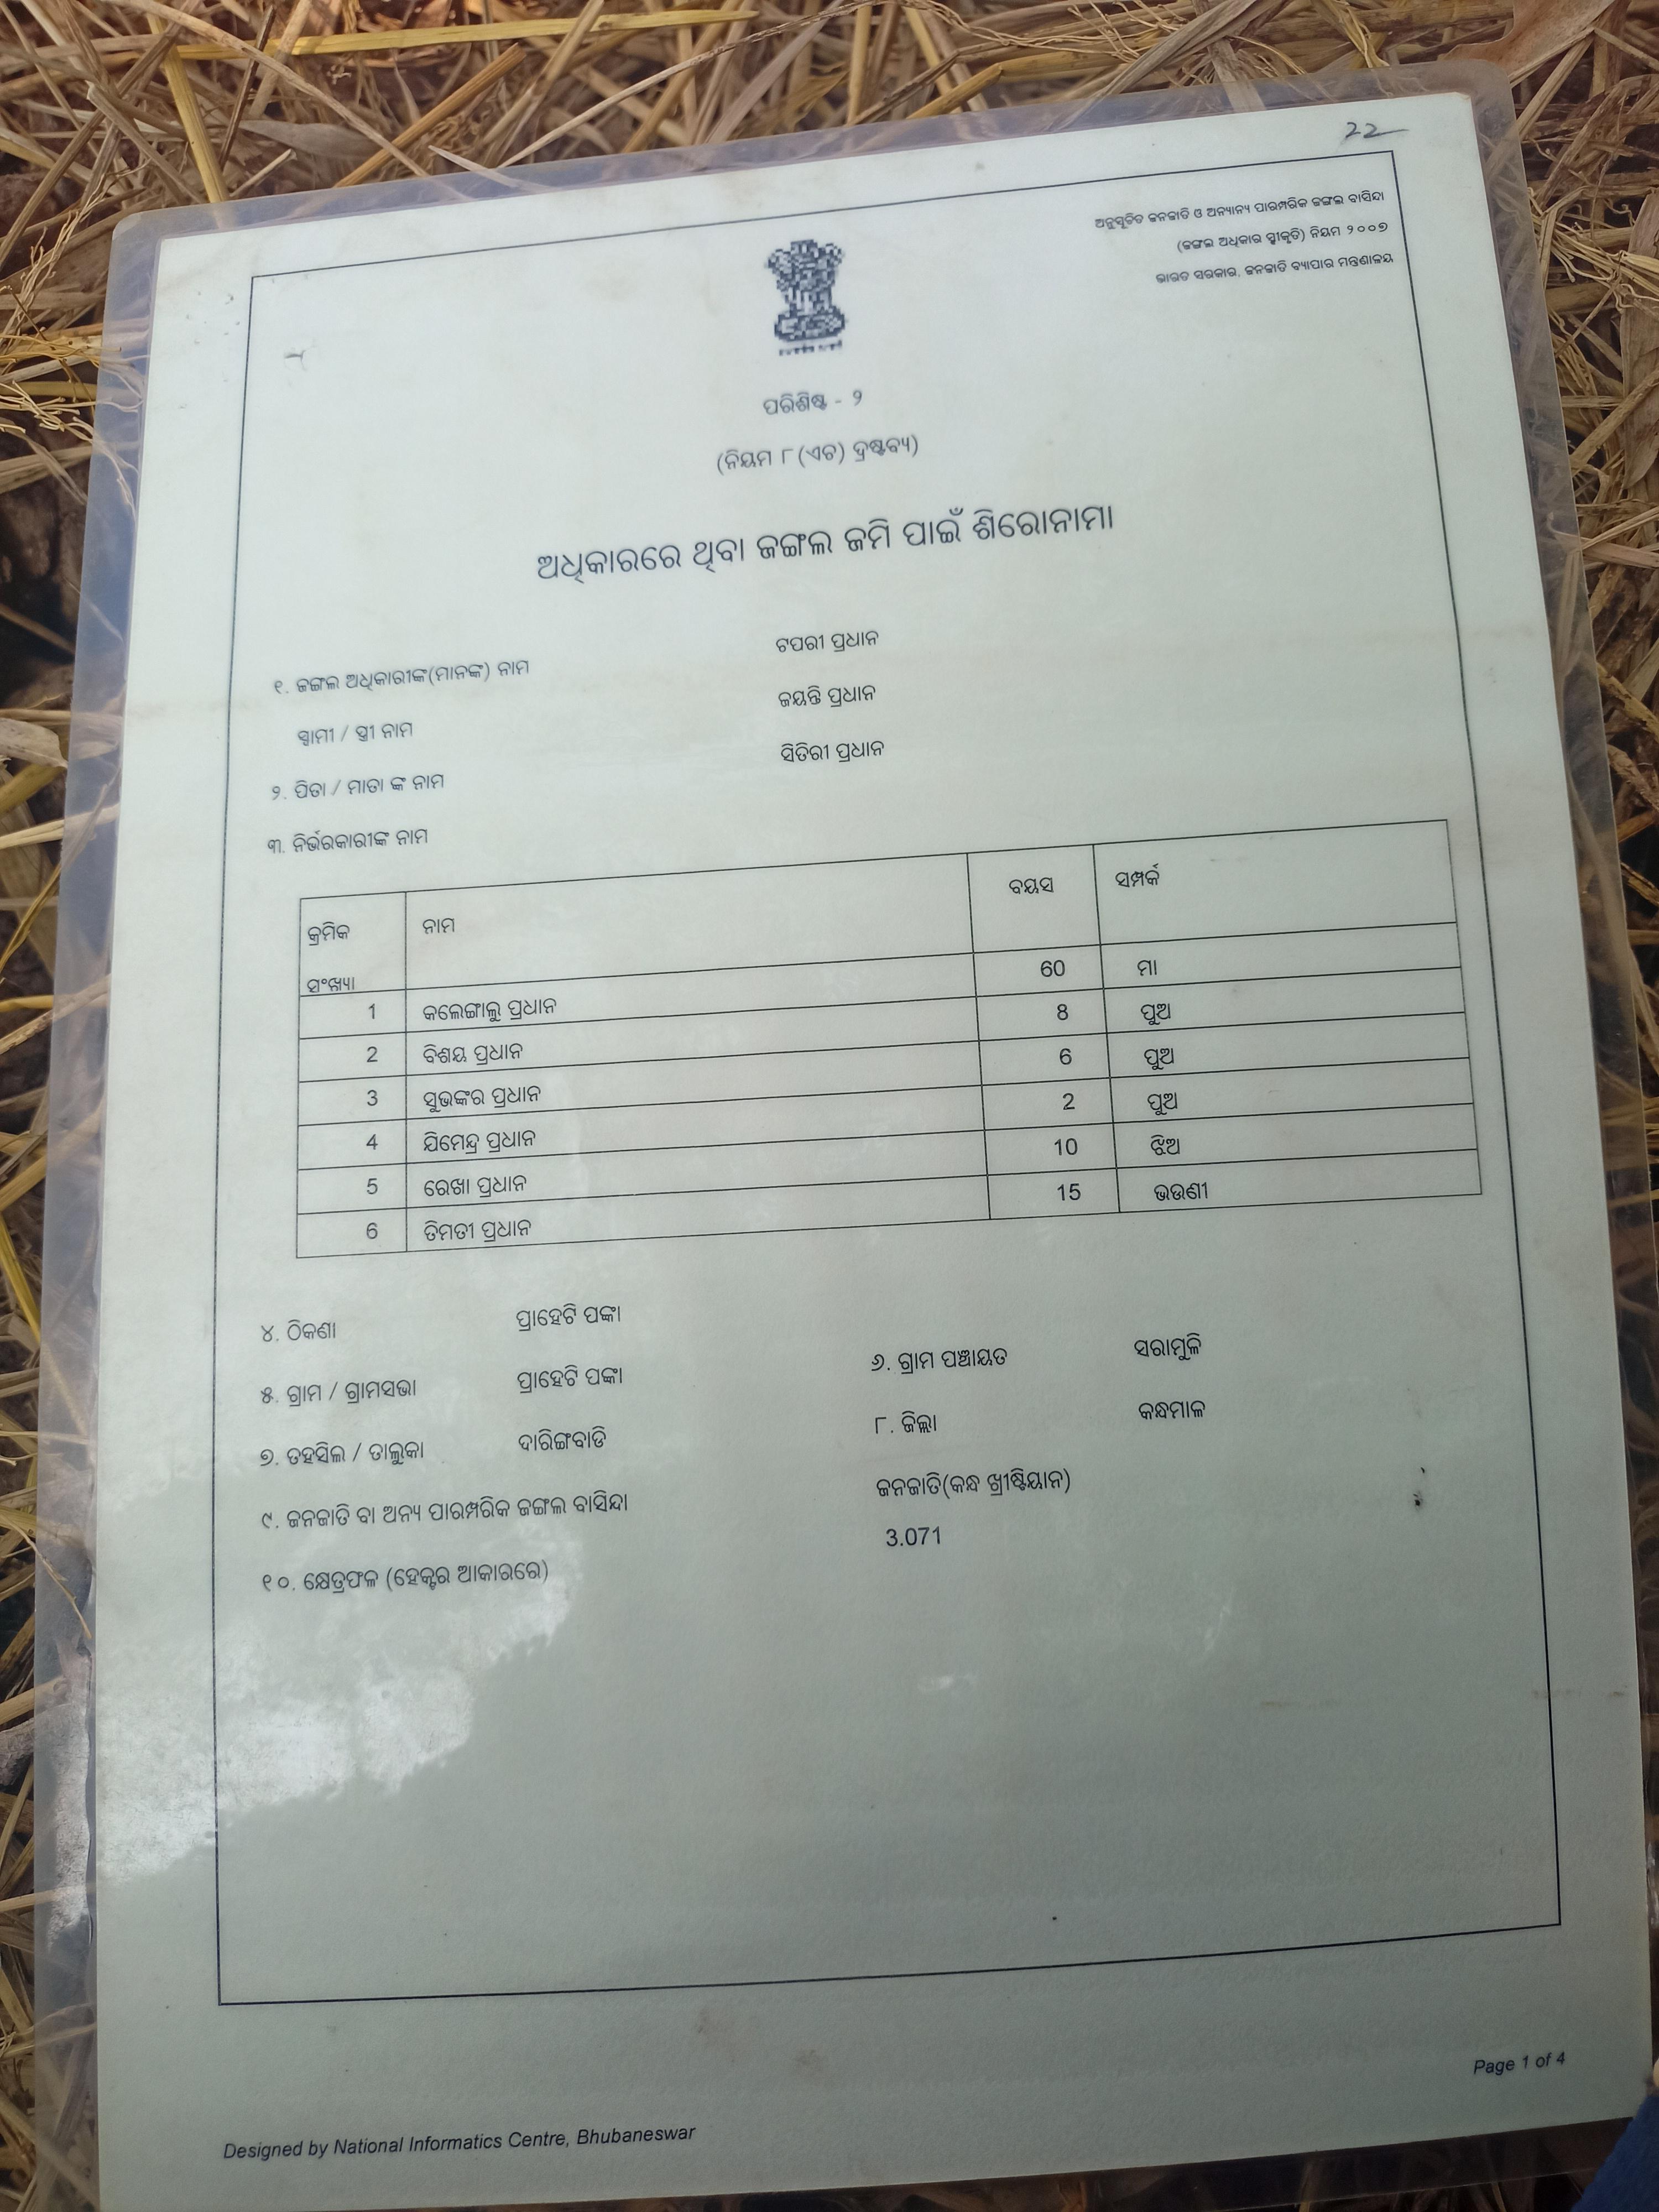 22
ଅନୁସୂଚିତ ଜନଜାତି ଓ ଅନ୍ୟାନ୍ୟ ପାରମ୍ପରିକ ଜଙ୍ଗଲ ବାସିନ୍ଦା
(ଜଙ୍ଗଲ ଅଧିକାର ସ୍ୱୀକୃତି) ନିୟମ ୨୦୦୭
ଭାରତ ସରକାର, ଜନଜାତି ବ୍ୟାପାର ମନ୍ତ୍ରଣାଳୟ
ପରିଶିଷ୍ଟ - ୨
(ନିୟମ ୮(ଏଚ) ଦ୍ରଷ୍ଟବ୍ୟ)
ଅଧିକାରରେ ଥିବା ଜଙ୍ଗଲ ଜମି ପାଇଁ ଶିରୋନାମା
୧. ଜଙ୍ଗଲ ଅଧିକାରୀଙ୍କ(ମାନଙ୍କ) ନାମ ଟପରୀ ପ୍ରଧାନ
ସ୍ୱାମୀ / ସ୍ତ୍ରୀ ନାମ ଜୟନ୍ତି ପ୍ରଧାନ
୨. ପିତା / ମାତା ଙ୍କ ନାମ ସିତିରୀ ପ୍ରଧାନ
୩. ନିର୍ଭରକାରୀଙ୍କ ନାମ
କ୍ରମିକ ସଂଖ୍ୟା ନାମ ବୟସ ସମ୍ପର୍କ
1 କଲେଙ୍ଗାଳୁ ପ୍ରଧାନ 60 ମା
2 ବିଶୟ ପ୍ରଧାନ 8 ପୁଅ
3 ସୁଭଙ୍କର ପ୍ରଧାନ 6 ପୁଅ
4 ଯିମେନ୍ଦ୍ର ପ୍ରଧାନ 2 ପୁଅ
5 ରେଖା ପ୍ରଧାନ 10 ଝିଅ
6 ତିମତୀ ପ୍ରଧାନ 15 ଭଉଣୀ
୪. ଠିକଣା ପ୍ରାହେଟି ପଙ୍କା
୫. ଗ୍ରାମ / ଗ୍ରାମସଭା ପ୍ରାହେଟି ପଙ୍କା ୬. ଗ୍ରାମ ପଞ୍ଚାୟତ ସରାମୁଳି
୭. ତହସିଲ / ତାଲୁକା ଦାରିଙ୍ଗବାଡି ୮. ଜିଲ୍ଲା କନ୍ଧମାଳ
୯. ଜନଜାତି ବା ଅନ୍ୟ ପାରମ୍ପରିକ ଜଙ୍ଗଲ ବାସିନ୍ଦା ଜନଜାତି(କନ୍ଧ ଖ୍ରୀଷ୍ଟିୟାନ)
୧୦. କ୍ଷେତ୍ରଫଳ (ହେକ୍ଟର ଆକାରରେ) 3.071
Page 1 of 4
Designed by National Informatics Centre, Bhubaneswar